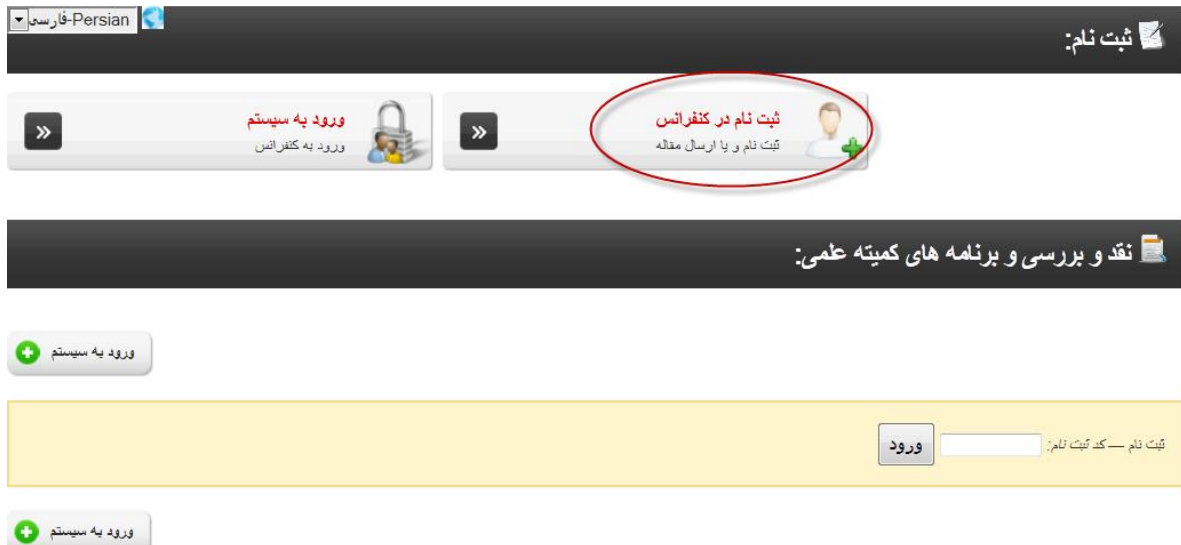 Persian-فارسی
ثبت نام:
ثبت نام در کنفرانس
ثبت نام و یا ارسال مقاله
ورود به سیستم
ورود به کنفرانس
نقد و بررسی و برنامه های کمیته علمی:
ورود به سیستم
ثبت نام — کد ثبت نام: ورود
ورود به سیستم